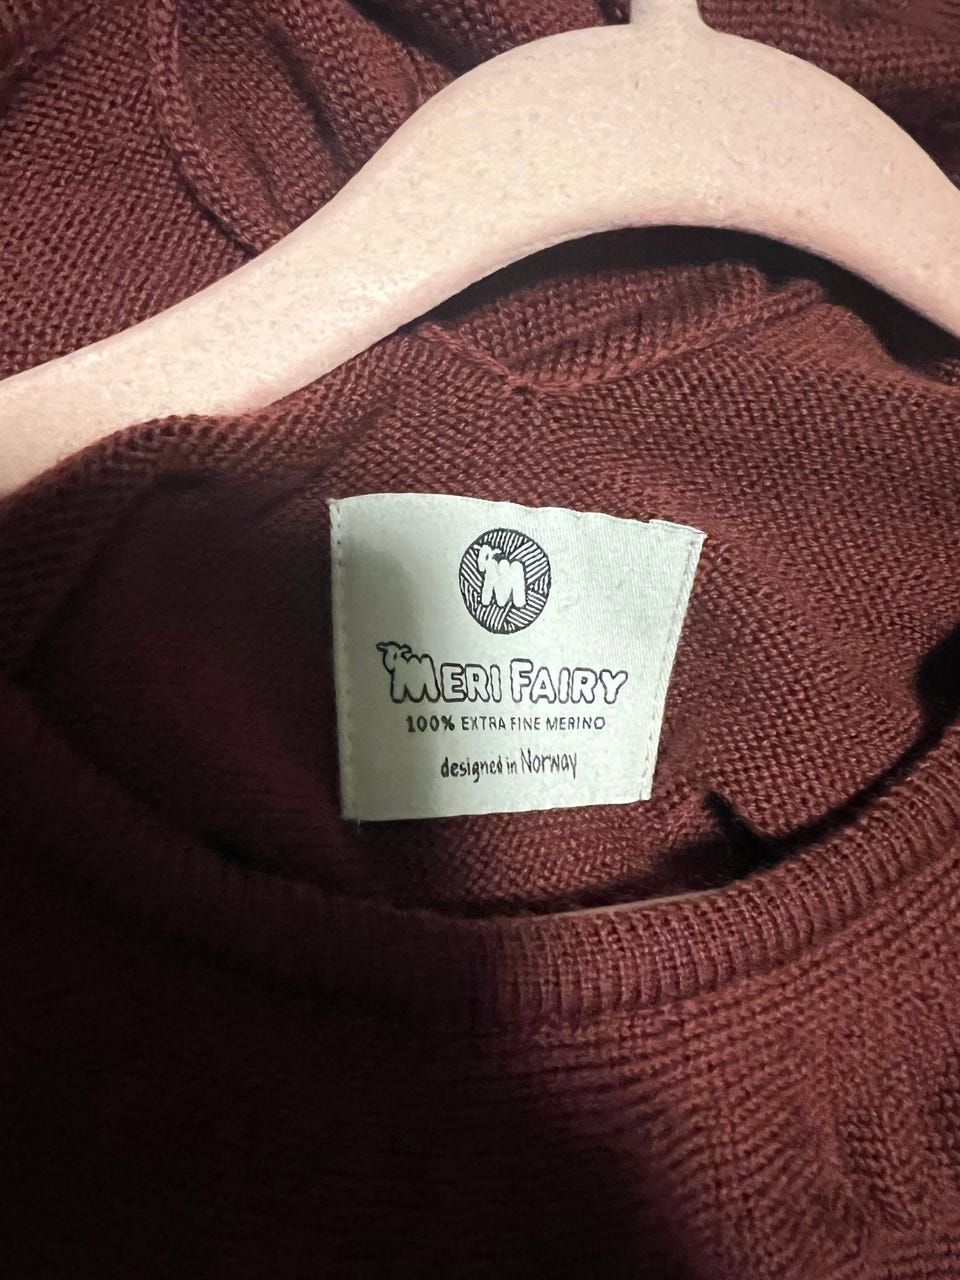 M
MERI FAIRY
100% EXTRA FINE MERINO
designed in Norway